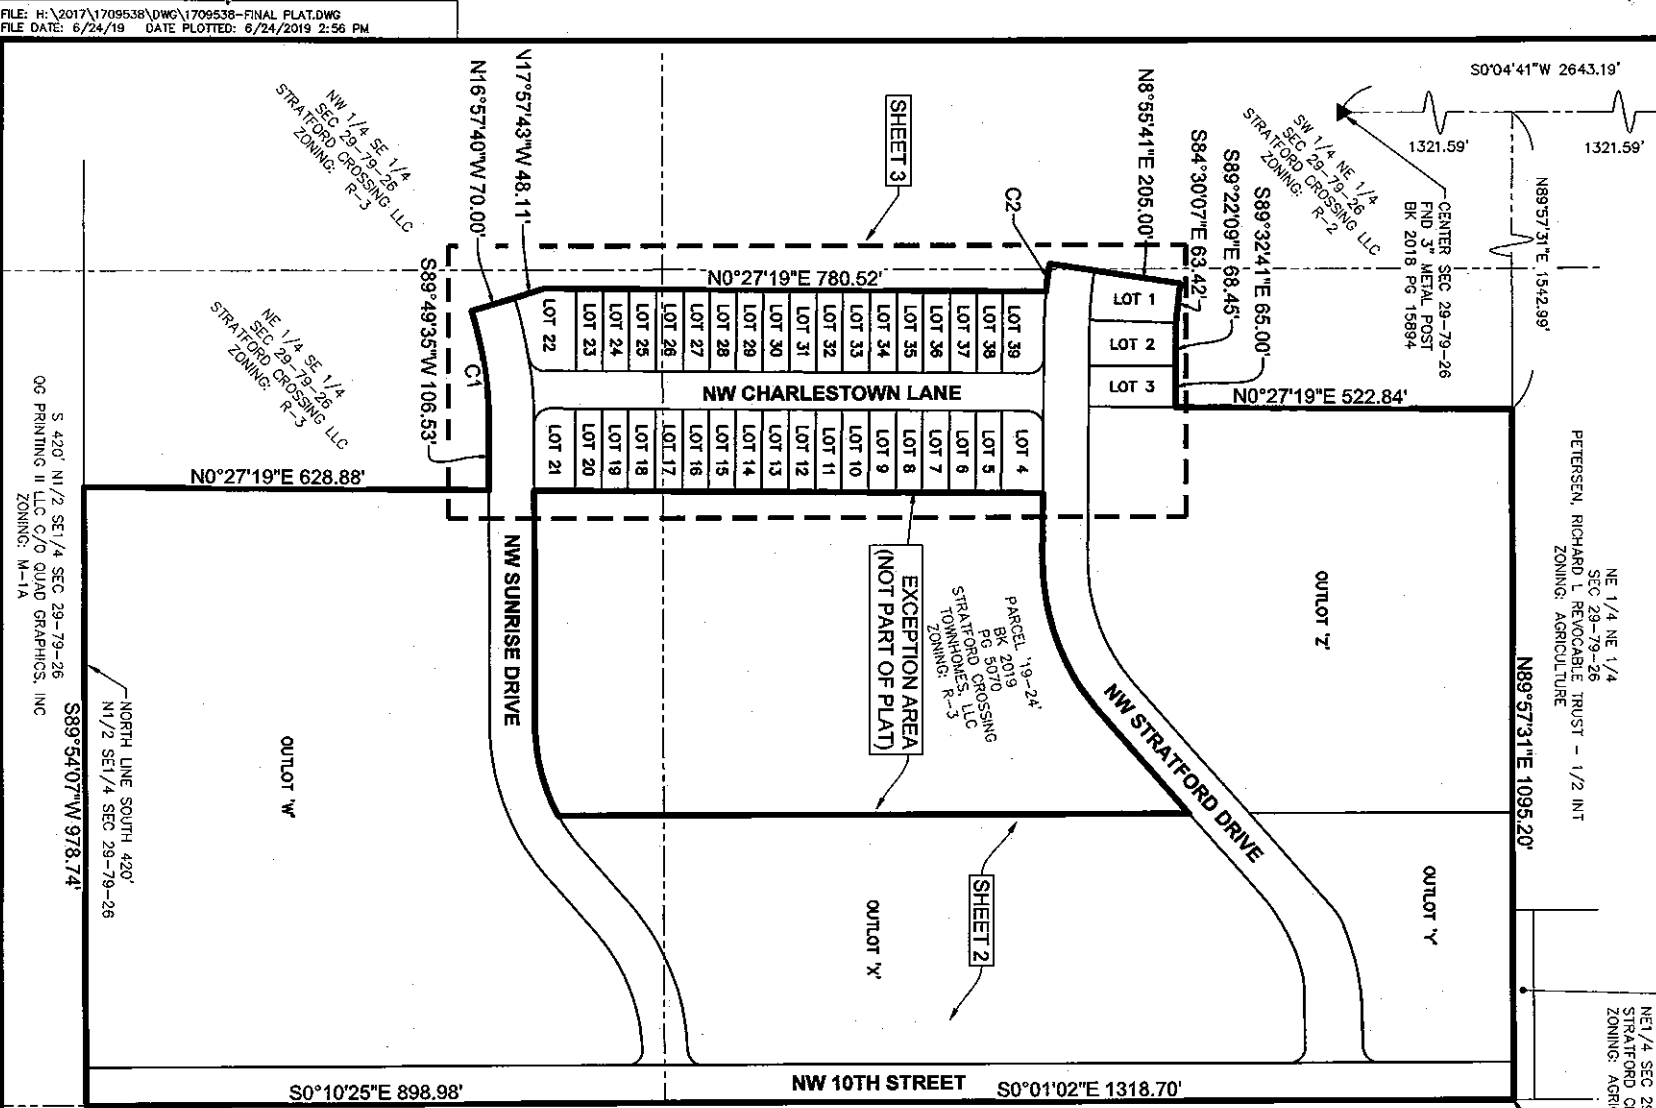 FILE: H:\2017\1709538\DWG\1709538-FINAL PLAT.DWG
FILE DATE: 6/24/19 DATE PLOTTED: 6/24/2019 2:56 PM
S0°04'41"W 2643.19'
1321.59'
1321.59'
N89°57'31"E 1542.99'
CENTER SEC 29-79-26
FND 3" METAL POST
BK 2018 PG 15894
SW 1/4 NE 1/4
SEC 29-79-26
STRATFORD CROSSING LLC
ZONING: R-2
N8°55'41"E 205.00'
S84°30'07"E 63.42'
S89°22'09"E 68.45'
S89°32'41"E 65.00'
N0°27'19"E 522.84'
SHEET 3
C2
N17°57'43"W 48.11'
N16°57'40"W 70.00'
NW 1/4 SE 1/4
SEC 29-79-26
STRATFORD CROSSING LLC
ZONING: R-3
N0°27'19"E 780.52'
LOT 1
LOT 2
LOT 3
LOT 22
LOT 23
LOT 24
LOT 25
LOT 26
LOT 27
LOT 28
LOT 29
LOT 30
LOT 31
LOT 32
LOT 33
LOT 34
LOT 35
LOT 36
LOT 37
LOT 38
LOT 39
NW CHARLESTOWN LANE
LOT 21
LOT 20
LOT 19
LOT 18
LOT 17
LOT 16
LOT 15
LOT 14
LOT 13
LOT 12
LOT 11
LOT 10
LOT 9
LOT 8
LOT 7
LOT 6
LOT 5
LOT 4
C1
S89°49'35"W 106.53'
NE 1/4 SE 1/4
SEC 29-79-26
STRATFORD CROSSING LLC
ZONING: R-3
N0°27'19"E 628.88'
S 420' N1/2 SE1/4 SEC 29-79-26
QG PRINTING II LLC C/O QUAD GRAPHICS, INC
ZONING: M-1A
NORTH LINE SOUTH 420'
N1/2 SE1/4 SEC 29-79-26
S89°54'07"W 978.74'
OUTLOT 'W'
NW SUNRISE DRIVE
EXCEPTION AREA
(NOT PART OF PLAT)
PARCEL '19-24'
BK 2019
PG 5070
STRATFORD CROSSING
TOWNHOMES, LLC
ZONING: R-3
OUTLOT 'Z'
NW STRATFORD DRIVE
NE 1/4 NE 1/4
SEC 29-79-26
PETERSEN, RICHARD L REVOCABLE TRUST - 1/2 INT
ZONING: AGRICULTURE
N89°57'31"E 1095.20'
OUTLOT 'Y'
SHEET 2
OUTLOT 'X'
NE1/4 SEC 29
STRATFORD C
ZONING: AGRI
S0°10'25"E 898.98'
NW 10TH STREET
S0°01'02"E 1318.70'